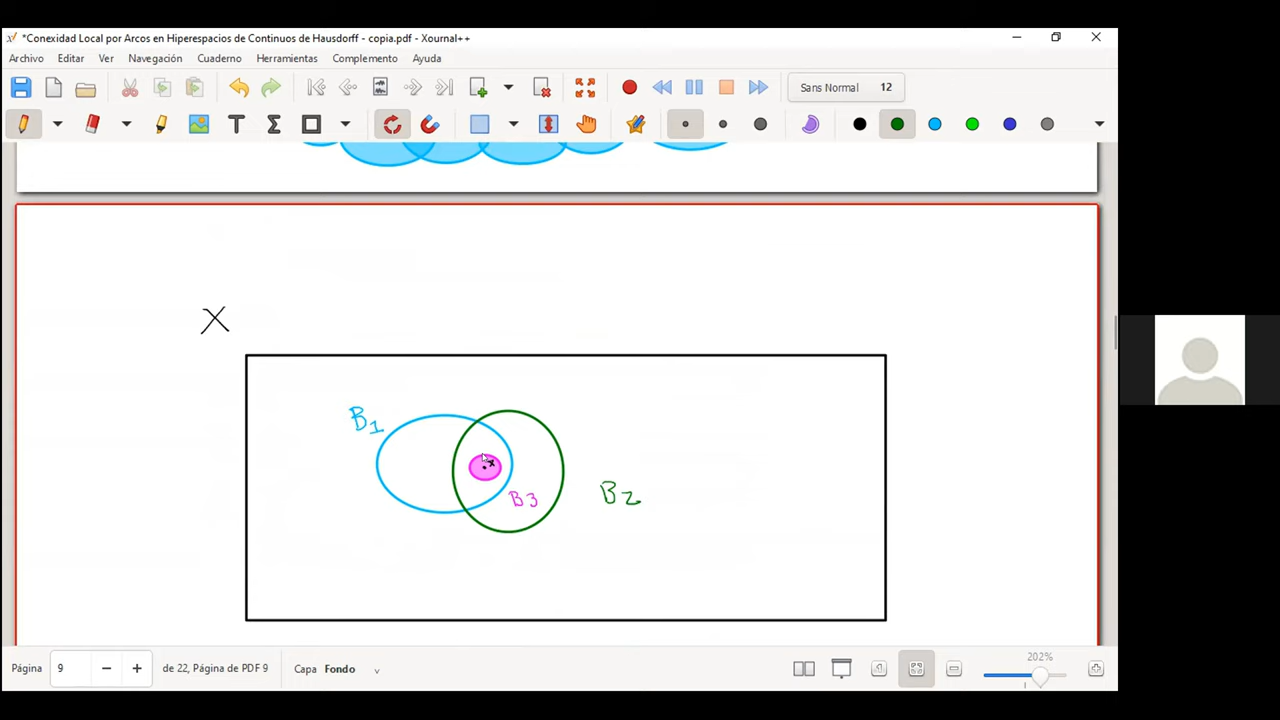 *Conexidad Local por Arcos en Hiperespacios de Continuos de Hausdorff - copia.pdf - Xournal++
Archivo Editar Ver Navegación Cuaderno Herramientas Complemento Ayuda
Sans Normal 12
X
B1
x
B3
B2
Página 9 de 22, Página de PDF 9 Capa Fondo 202%